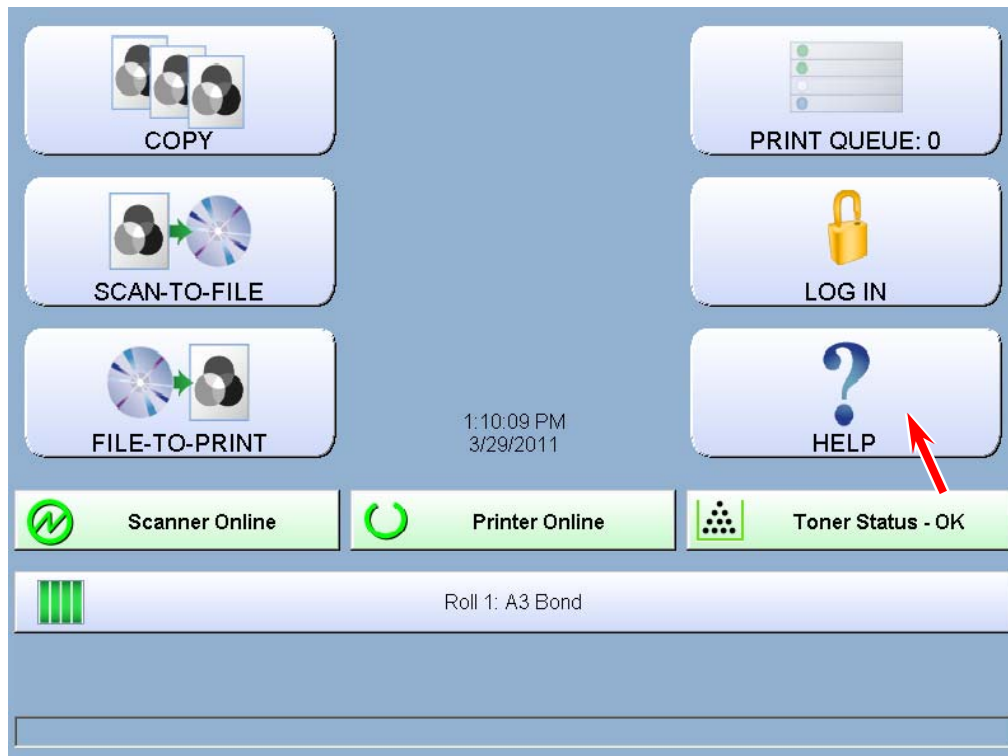 COPY
PRINT QUEUE: 0
SCAN-TO-FILE
LOG IN
FILE-TO-PRINT
1:10:09 PM
3/29/2011
HELP
Scanner Online
Printer Online
Toner Status - OK
Roll 1: A3 Bond